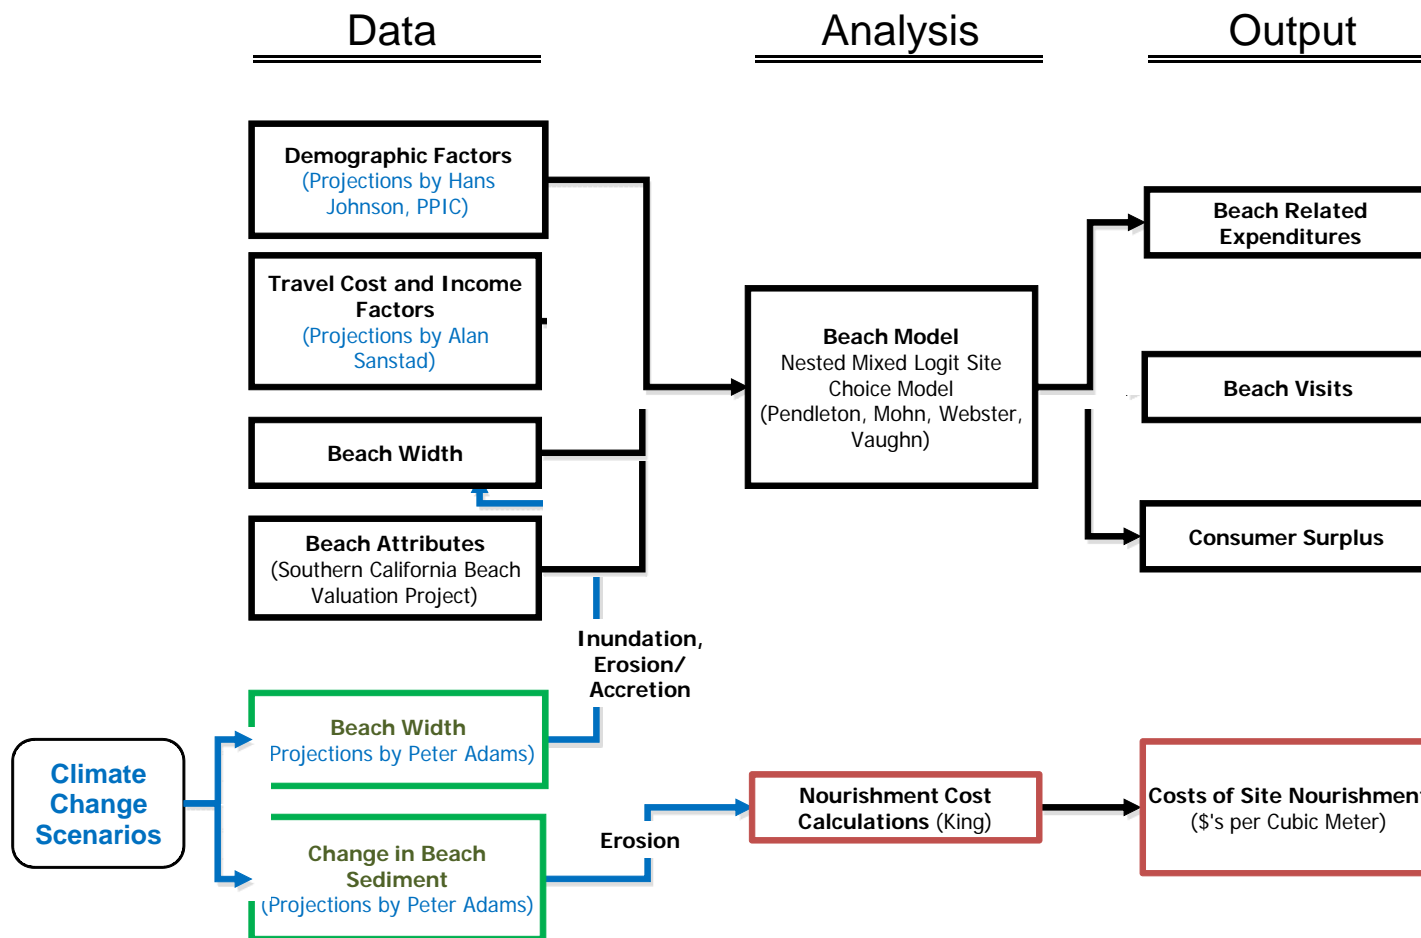 Data
Analysis
Output
Demographic Factors
(Projections by Hans
Johnson, PPIC)
Travel Cost and Income
Factors
(Projections by Alan
Sanstad)
Beach Width
Beach Attributes
(Southern California Beach
Valuation Project)
Inundation,
Erosion/
Accretion
Beach Width
Projections by Peter Adams)
Climate
Change
Scenarios
Change in Beach
Sediment
(Projections by Peter Adams)
Erosion
Beach Model
Nested Mixed Logit Site
Choice Model
(Pendleton, Mohn, Webster,
Vaughn)
Nourishment Cost
Calculations (King)
Beach Related
Expenditures
Beach Visits
Consumer Surplus
Costs of Site Nourishment
($'s per Cubic Meter)